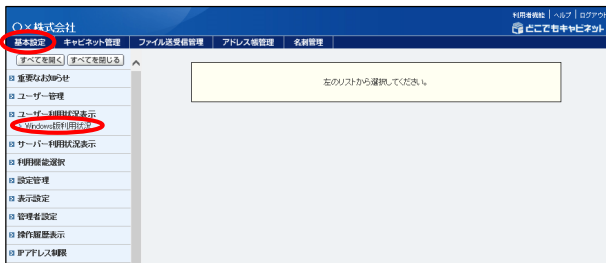 利用者機能 | ヘルプ | ログアウト
○×株式会社
どこでもキャビネット
基本設定 キャビネット管理 ファイル送受信管理 アドレス帳管理 名刺管理
すべてを開く すべてを閉じる
重要なお知らせ
ユーザー管理
ユーザー利用状況表示
> Windows版利用状況
サーバー利用状況表示
利用機能選択
設定管理
表示設定
管理者設定
操作履歴表示
IPアドレス制限
左のリストから選択してください。